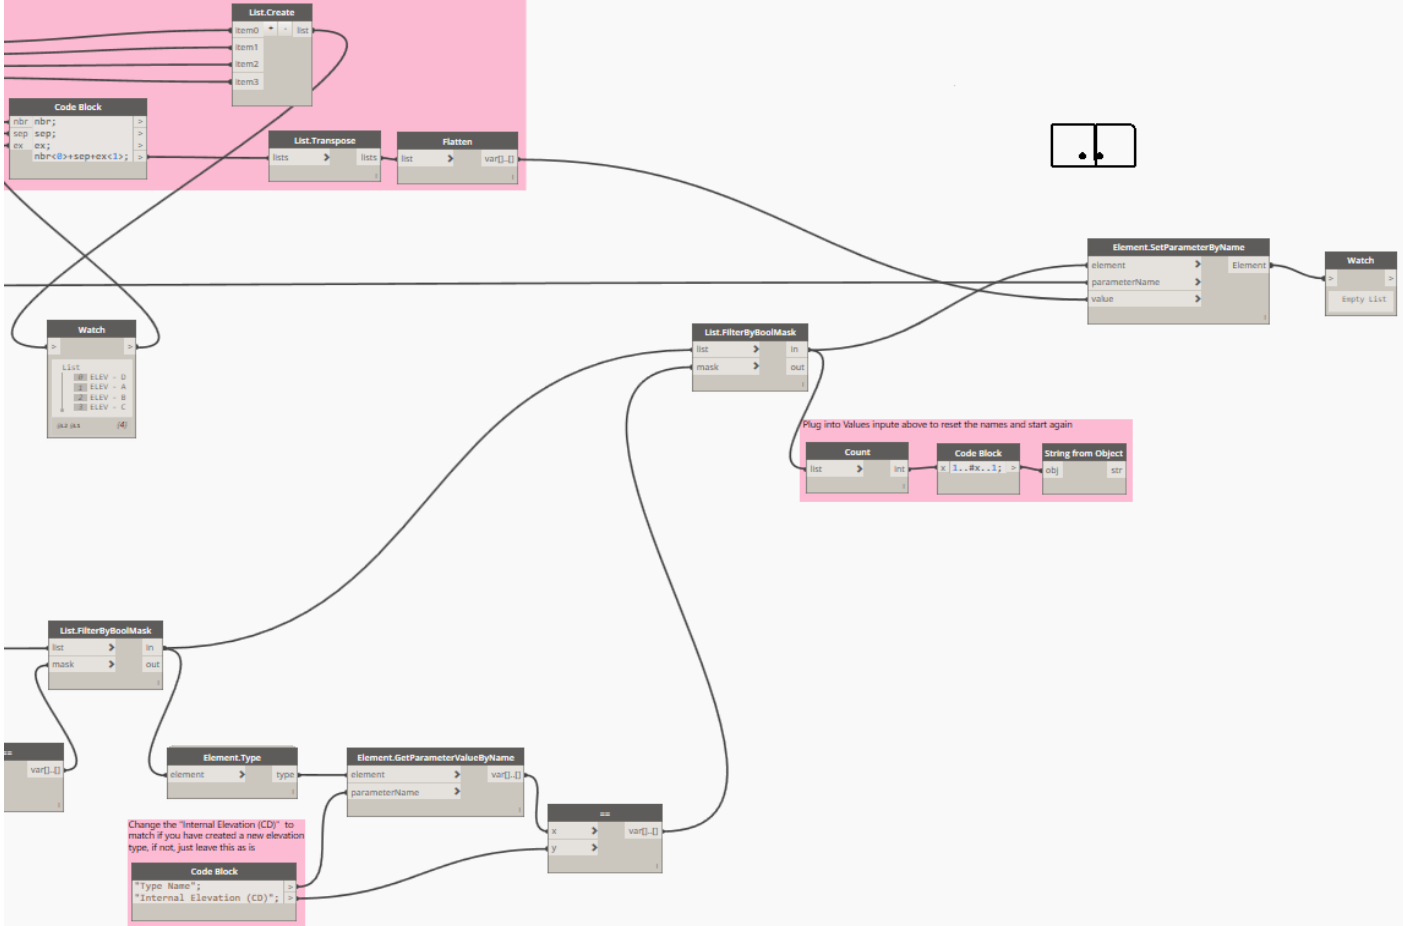 List.Create
item0 + - list
item1
item2
item3
Code Block
nbr nbr; >
sep sep; >
ex ex; >
nbr<0>+sep+ex<1>; >
List.Transpose
lists > lists
Flatten
list > var[]..[]
Element.SetParameterByName
element > Element
parameterName >
value >
Watch
> >
Empty List
Watch
> >
List
0 ELEV - D
1 ELEV - A
2 ELEV - B
3 ELEV - C
@L2 @L1 {4}
List.FilterByBoolMask
list > in
mask > out
Plug into Values inpute above to reset the names and start again
Count
list > int
Code Block
x 1..#x..1; >
String from Object
obj str
List.FilterByBoolMask
list > in
mask > out
==
var[]..[]
Element.Type
element > type
Element.GetParameterValueByName
element > var[]..[]
parameterName >
==
x > var[]..[]
y >
Change the "Internal Elevation (CD)" to
match if you have created a new elevation
type, if not, just leave this as is
Code Block
"Type Name"; >
"Internal Elevation (CD)"; >